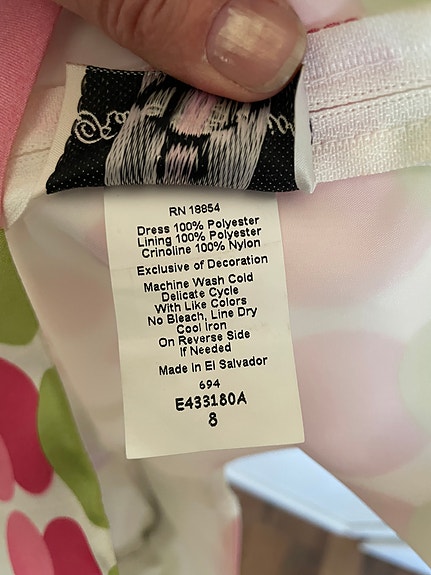 RN 18854
Dress 100% Polyester
Lining 100% Polyester
Crinoline 100% Nylon
Exclusive of Decoration
Machine Wash Cold
Delicate Cycle
With Like Colors
No Bleach, Line Dry
Cool Iron
On Reverse Side
If Needed
Made in El Salvador
694
E433180A
8